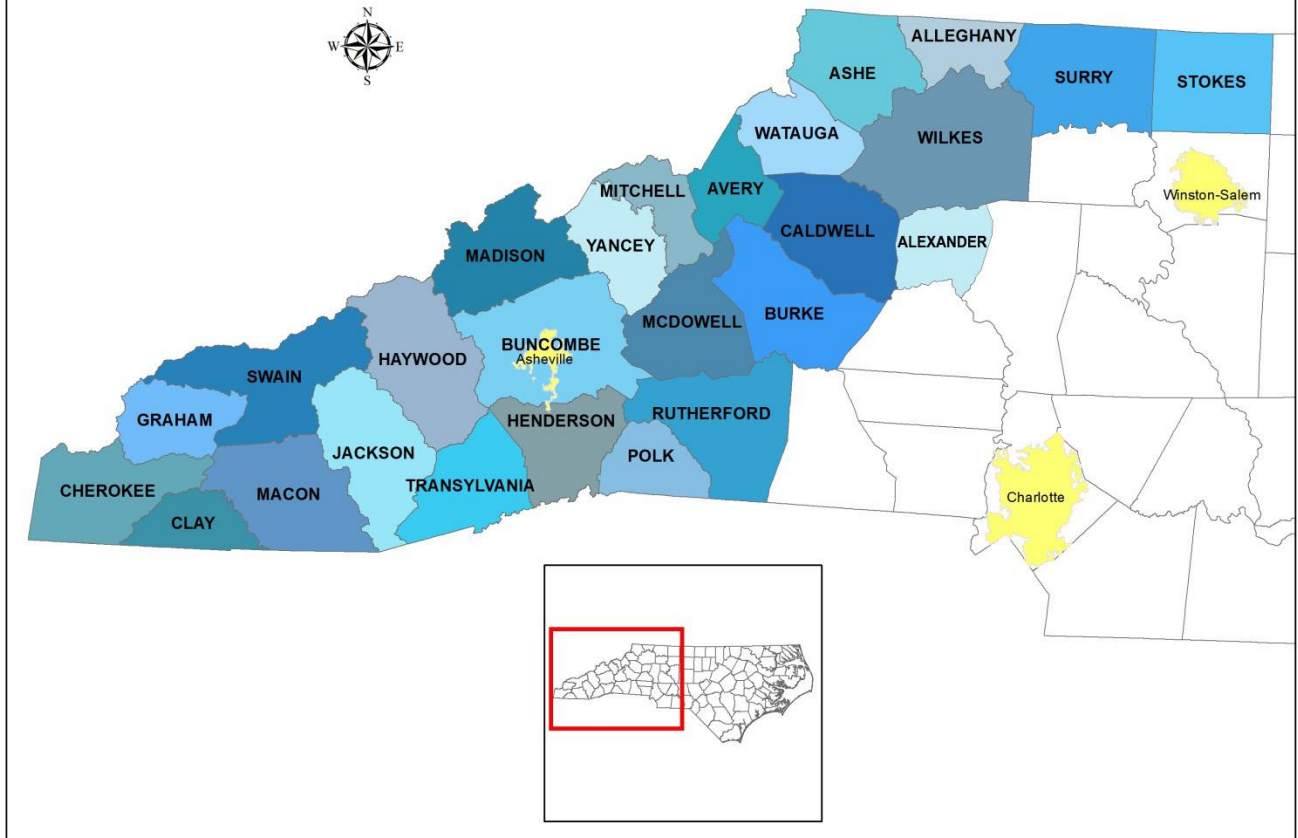 N
W E
S
ALLEGHANY
ASHE
SURRY
STOKES
WATAUGA
WILKES
MITCHELL
AVERY
Winston-Salem
CALDWELL
ALEXANDER
YANCEY
MADISON
BURKE
MCDOWELL
BUNCOMBE
Asheville
HAYWOOD
SWAIN
RUTHERFORD
HENDERSON
GRAHAM
JACKSON
POLK
TRANSYLVANIA
CHEROKEE
MACON
Charlotte
CLAY